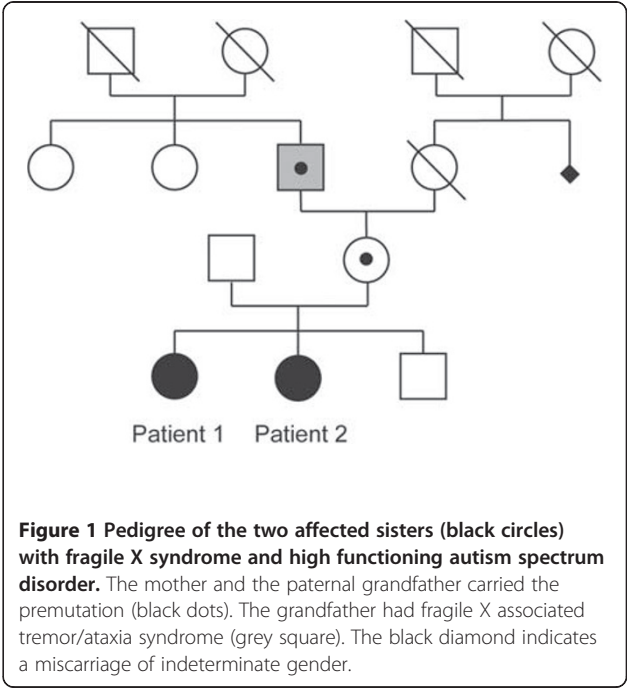 Patient 1 Patient 2
Figure 1 Pedigree of the two affected sisters (black circles)
with fragile X syndrome and high functioning autism spectrum
disorder. The mother and the paternal grandfather carried the
premutation (black dots). The grandfather had fragile X associated
tremor/ataxia syndrome (grey square). The black diamond indicates
a miscarriage of indeterminate gender.